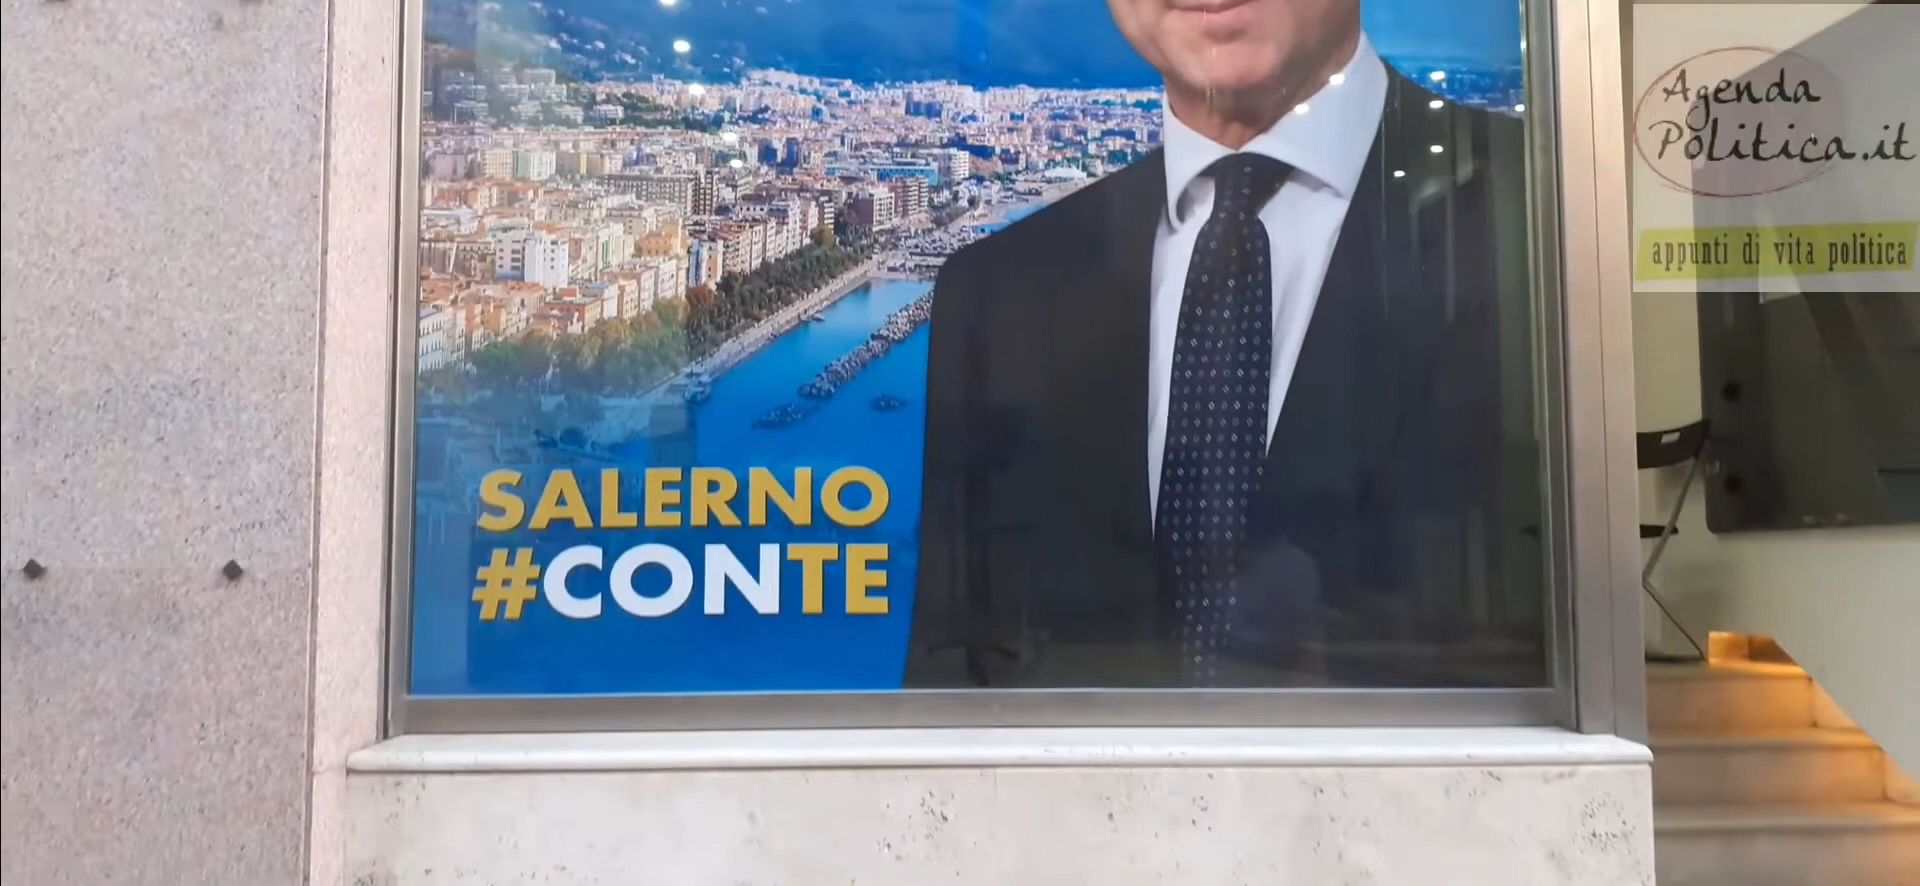 Agenda
Politica.it
appunti di vita politica
SALERNO
#CONTE